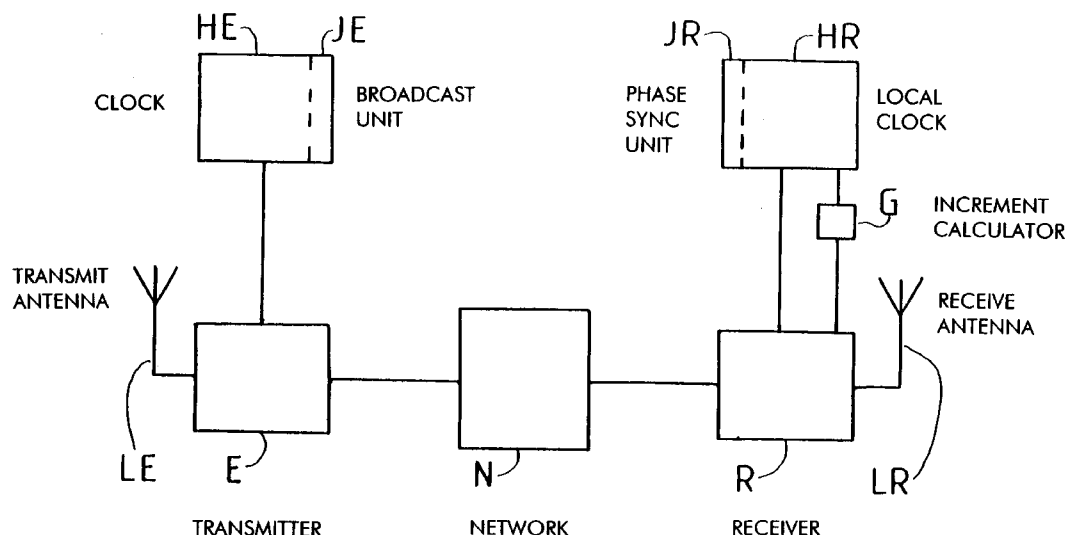 HE JE
JR HR
CLOCK
BROADCAST
UNIT
PHASE
SYNC
UNIT
LOCAL
CLOCK
G
INCREMENT
CALCULATOR
TRANSMIT
ANTENNA
RECEIVE
ANTENNA
LE
E
N
R
LR
TRANSMITTER
NETWORK
RECEIVER